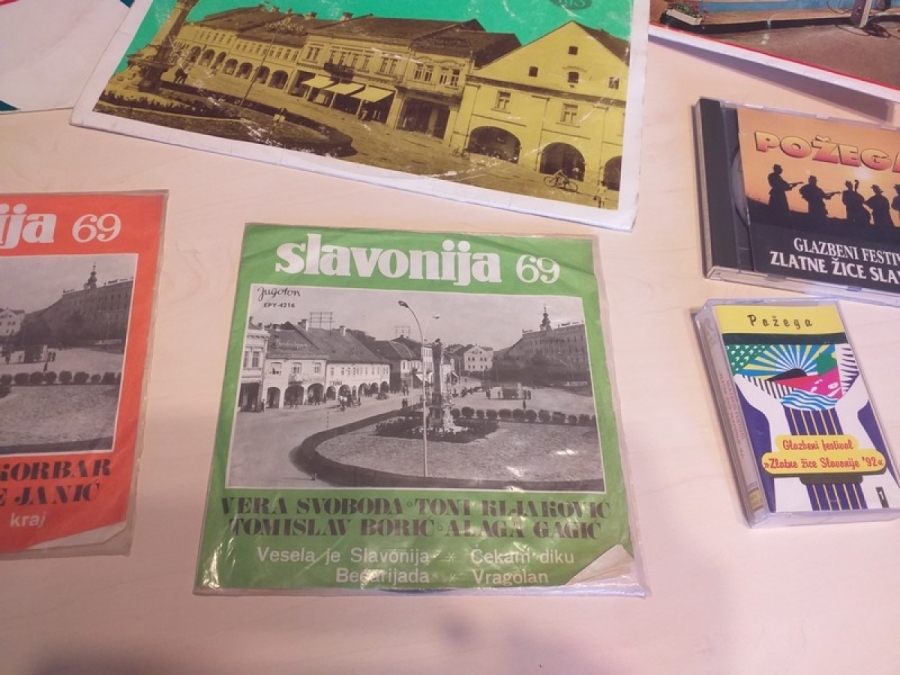 ija 69
GORBAR
E JANIĆ
kraj
slavonija 69
Jugoton
EPY-4216
VERA SVOBODA · TONI KLJAKOVIĆ
TOMISLAV BORIĆ · ALAGA GAGIĆ
Vesela je Slavonija * Čekam diku
Bećarijada * Vragolan
POŽEGA
GLAZBENI FESTIV
ZLATNE ŽICE SLAV
Požega
Glazbeni festival
»Zlatne žice Slavonije '92«